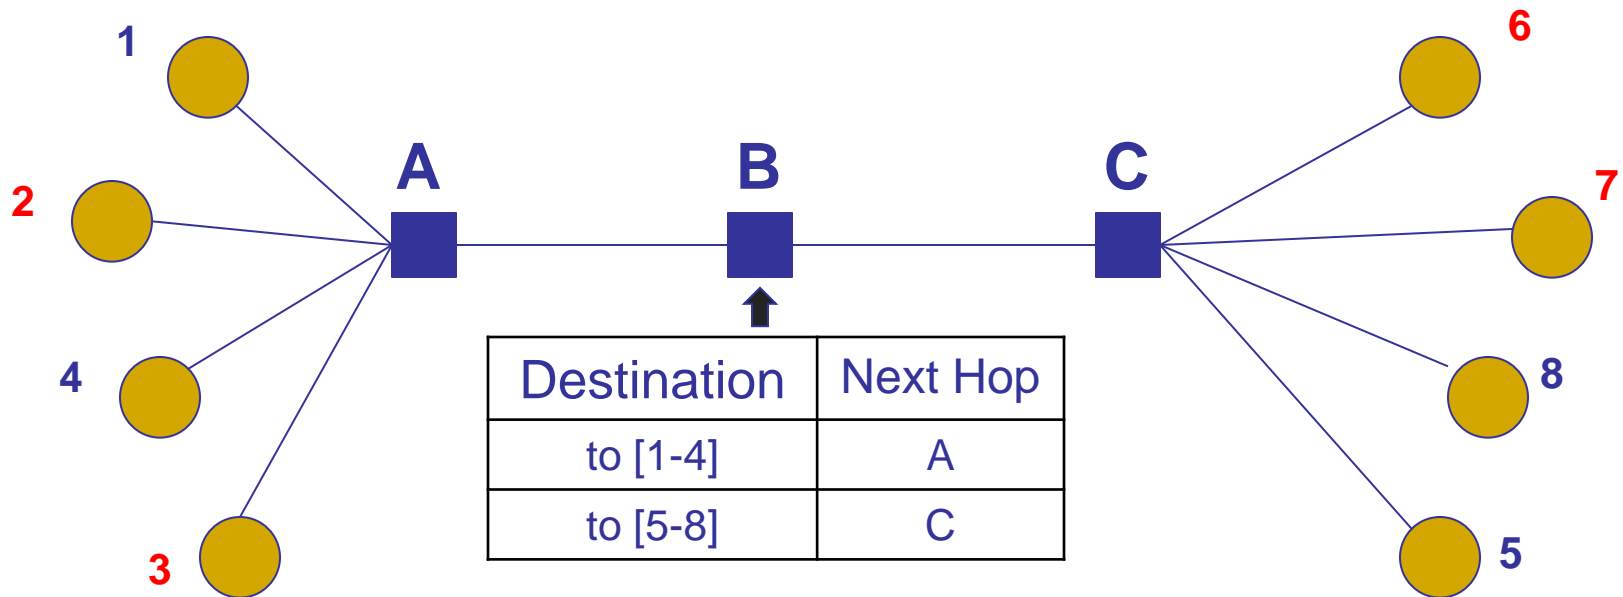 1
6
A
B
C
2
7
4
8
3
5
Destination Next Hop
to [1-4] A
to [5-8] C